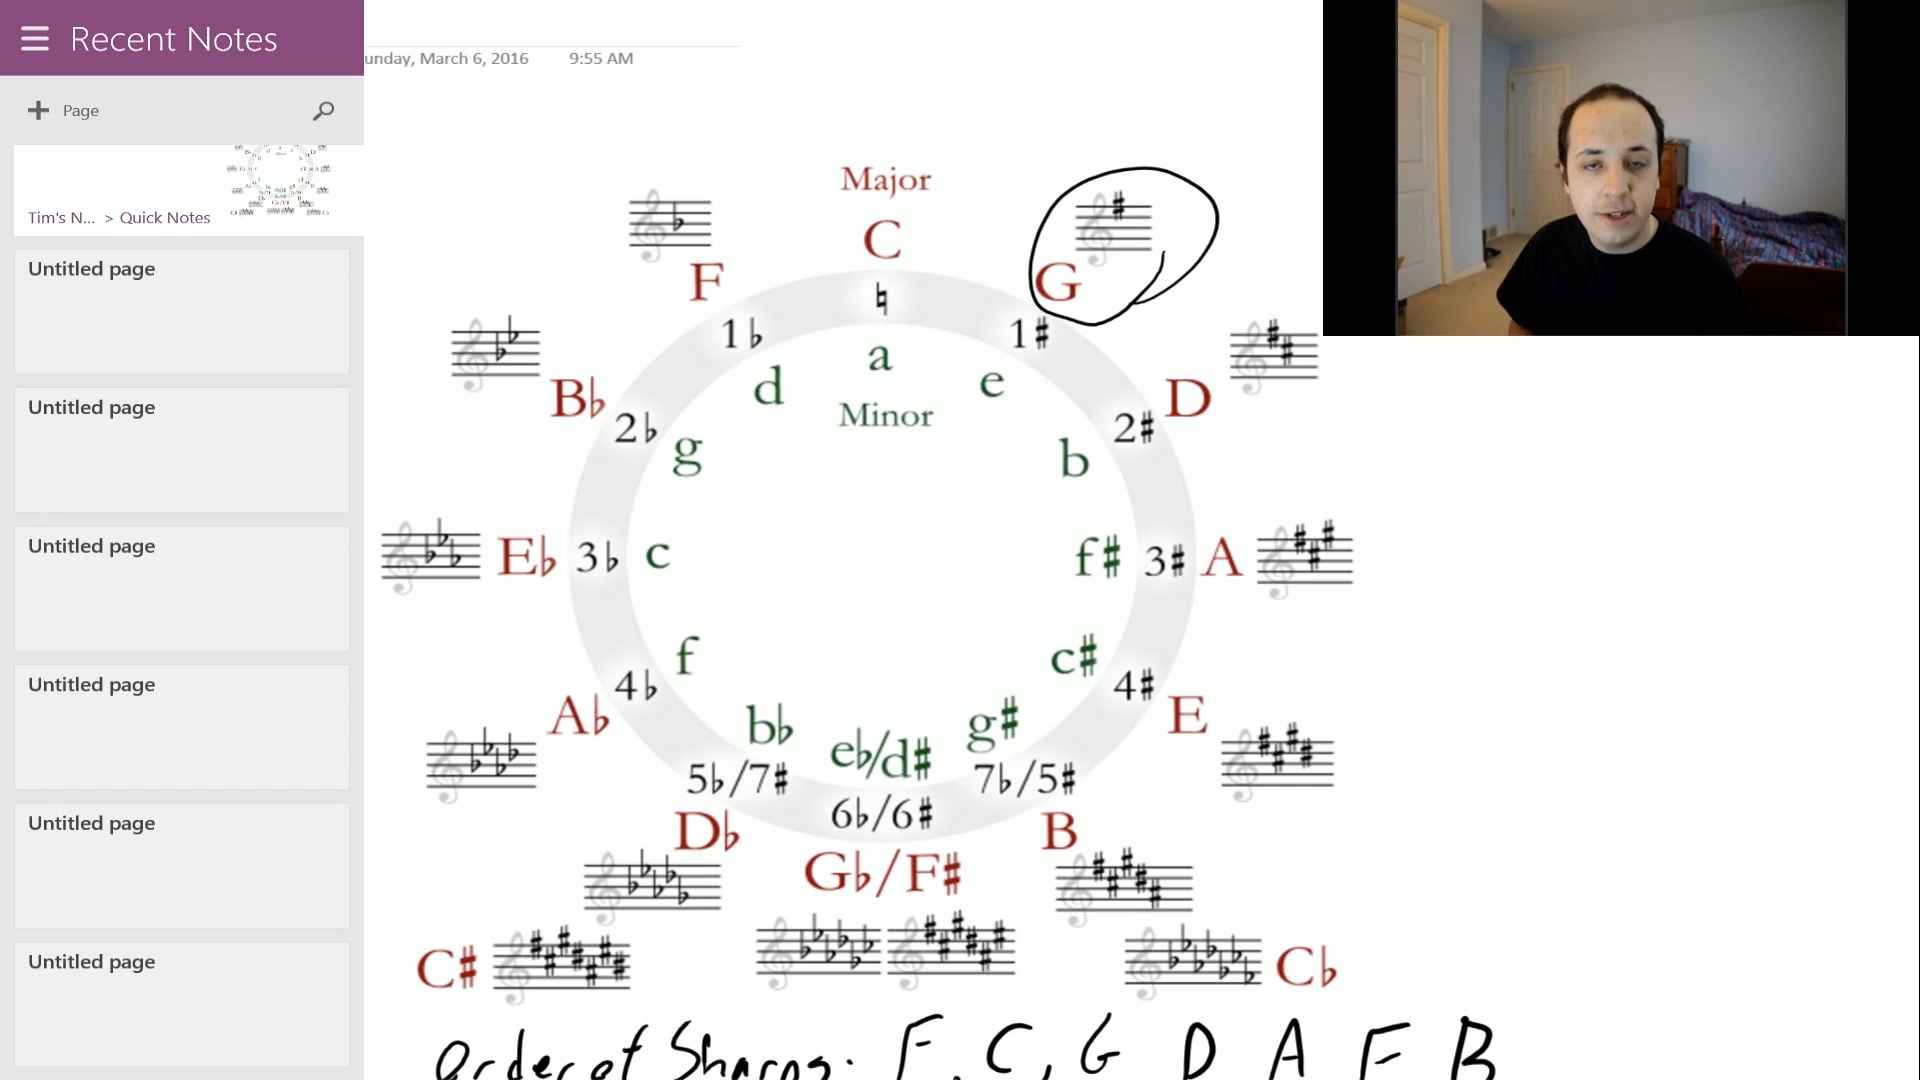 Recent Notes
unday, March 6, 2016 9:55 AM
Page
Tim's N... > Quick Notes
Untitled page
Untitled page
Untitled page
Untitled page
Untitled page
Untitled page
Major
C
♮
a
Minor
F
1♭
d
G
1#
e
B♭
2♭
g
D
2#
b
E♭ 3♭ c
f# 3# A
A♭
4♭
f
c#
4#
E
b♭
5♭/7#
D♭
e♭/d#
6♭/6#
G♭/F#
g#
7♭/5#
B
C#
C♭
Order of Sharps: F, C, G D A E B